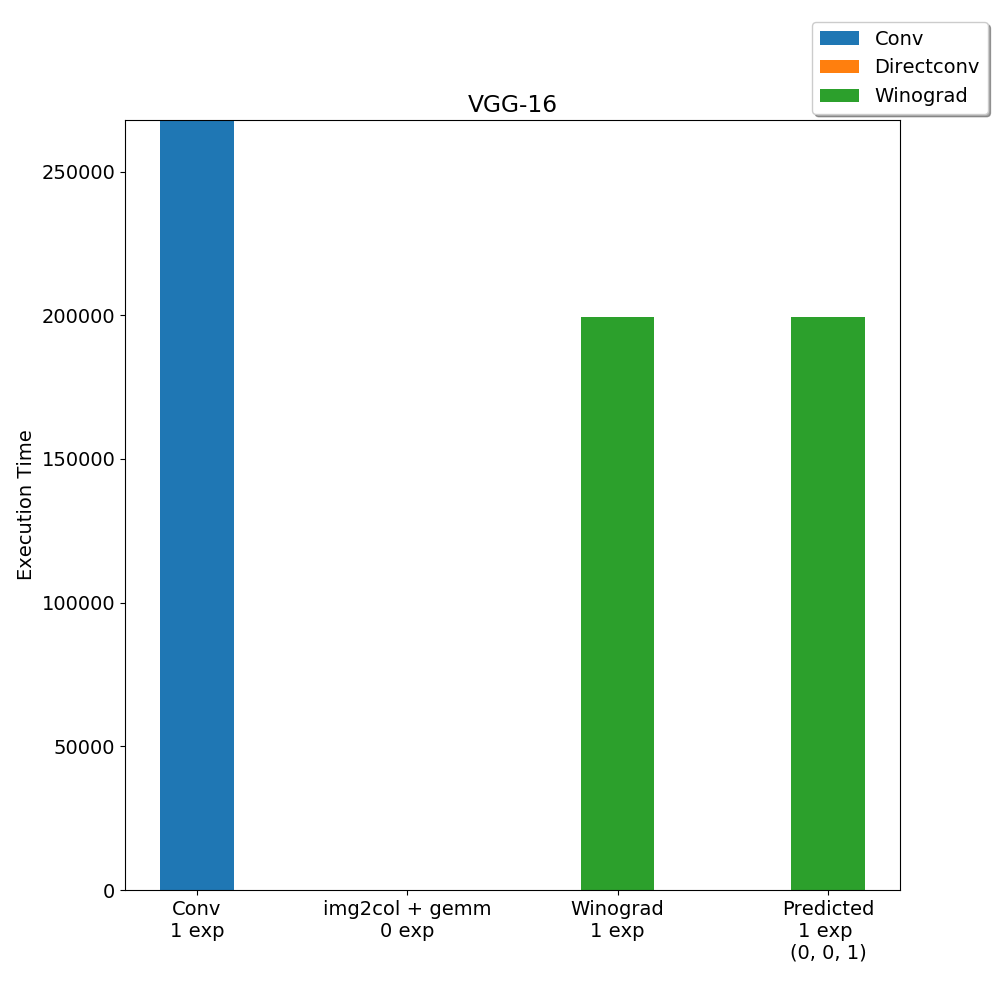 Conv
Directconv
Winograd
VGG-16
Execution Time
250000
200000
150000
100000
50000
0
Conv
1 exp
img2col + gemm
0 exp
Winograd
1 exp
Predicted
1 exp
(0, 0, 1)